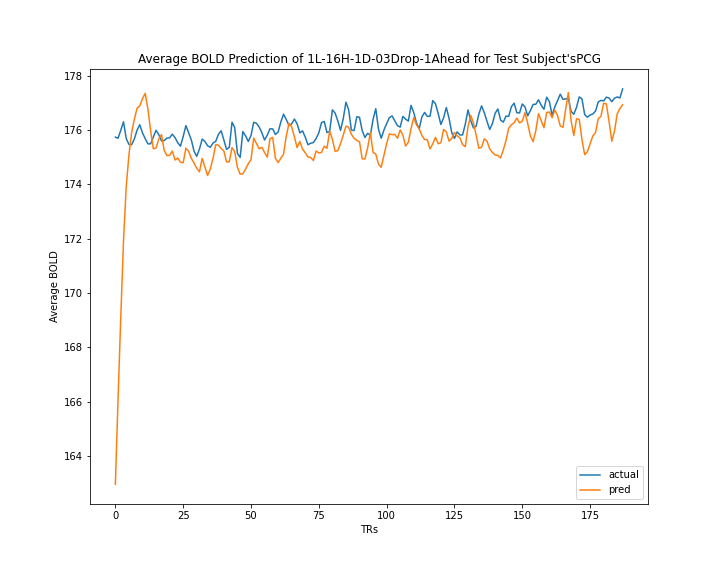 Average BOLD Prediction of 1L-16H-1D-03Drop-1Ahead for Test Subject'sPCG
178
176
174
172
170
168
166
164
Average BOLD
0 25 50 75 100 125 150 175
TRs
actual
pred